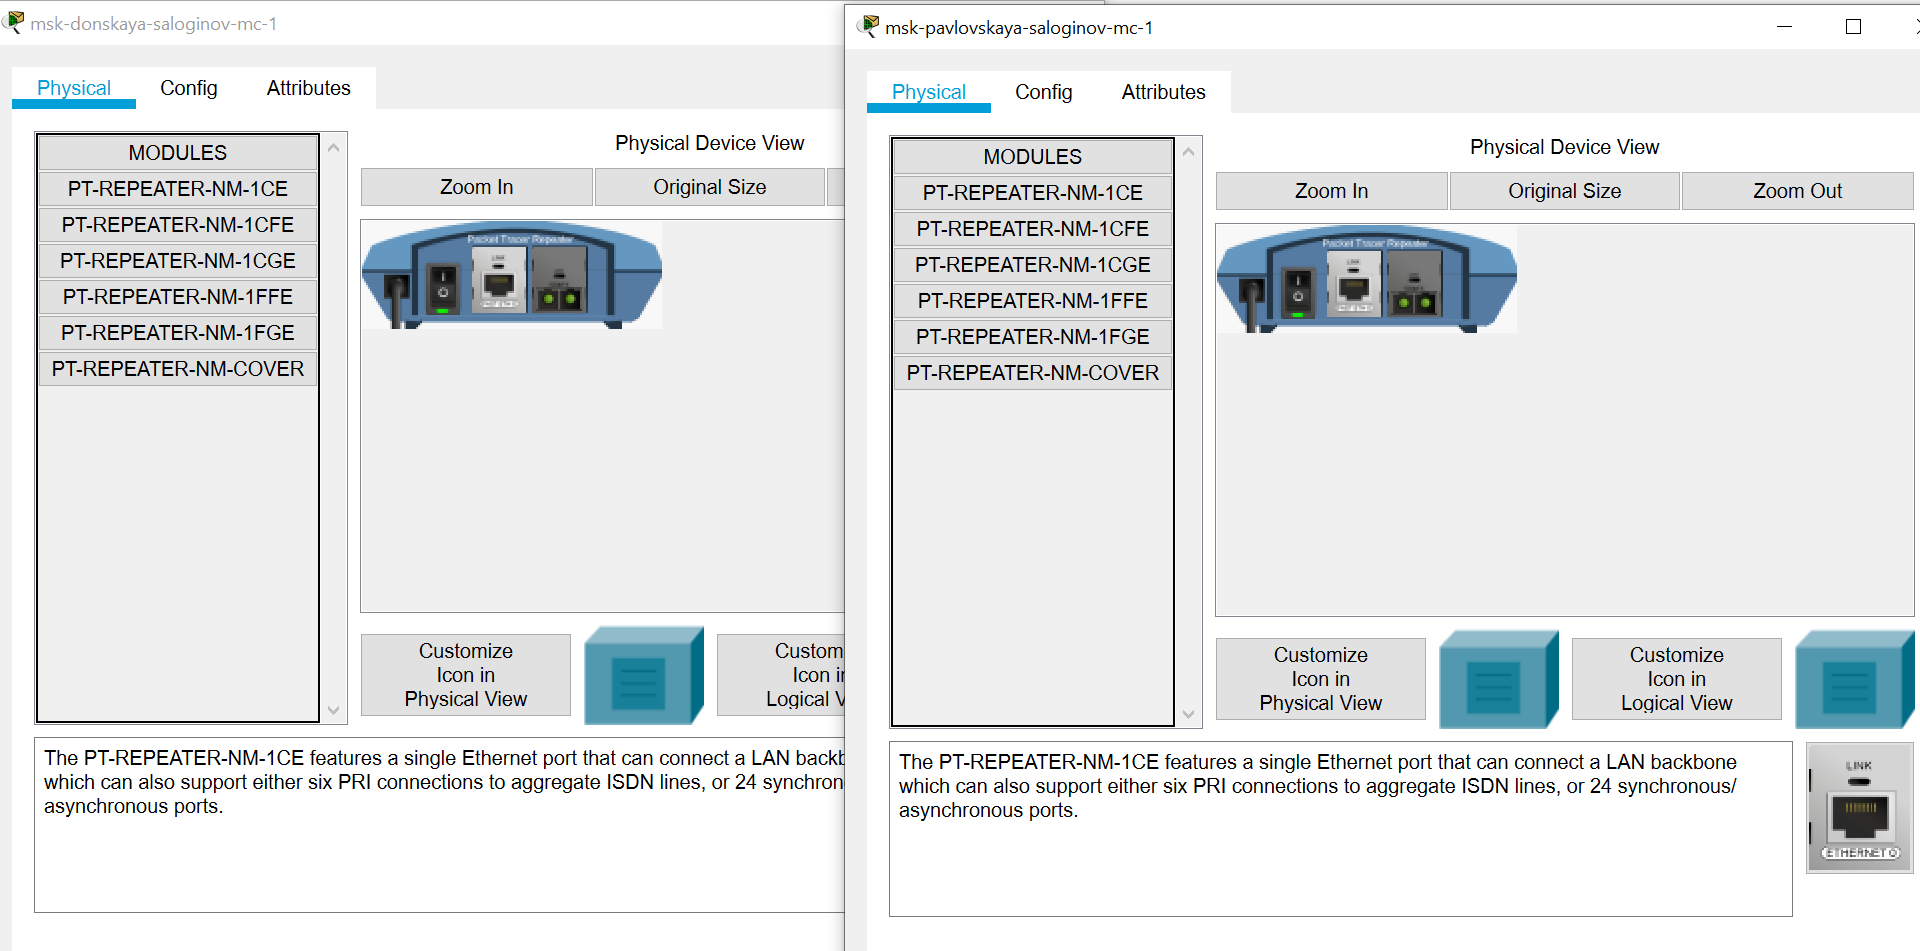 msk-donskaya-saloginov-mc-1
Physical
Config
Attributes
MODULES
PT-REPEATER-NM-1CE
PT-REPEATER-NM-1CFE
PT-REPEATER-NM-1CGE
PT-REPEATER-NM-1FFE
PT-REPEATER-NM-1FGE
PT-REPEATER-NM-COVER
Physical Device View
Zoom In
Original Size
Packet Tracer Repeater
LINK
Customize
Icon in
Physical View
Custom
Icon i
Logical V
The PT-REPEATER-NM-1CE features a single Ethernet port that can connect a LAN backb
which can also support either six PRI connections to aggregate ISDN lines, or 24 synchron
asynchronous ports.
msk-pavlovskaya-saloginov-mc-1
Physical
Config
Attributes
MODULES
PT-REPEATER-NM-1CE
PT-REPEATER-NM-1CFE
PT-REPEATER-NM-1CGE
PT-REPEATER-NM-1FFE
PT-REPEATER-NM-1FGE
PT-REPEATER-NM-COVER
Physical Device View
Zoom In
Original Size
Zoom Out
Packet Tracer Repeater
LINK
Customize
Icon in
Physical View
Customize
Icon in
Logical View
The PT-REPEATER-NM-1CE features a single Ethernet port that can connect a LAN backbone
which can also support either six PRI connections to aggregate ISDN lines, or 24 synchronous/
asynchronous ports.
LINK
ETHERNET 0